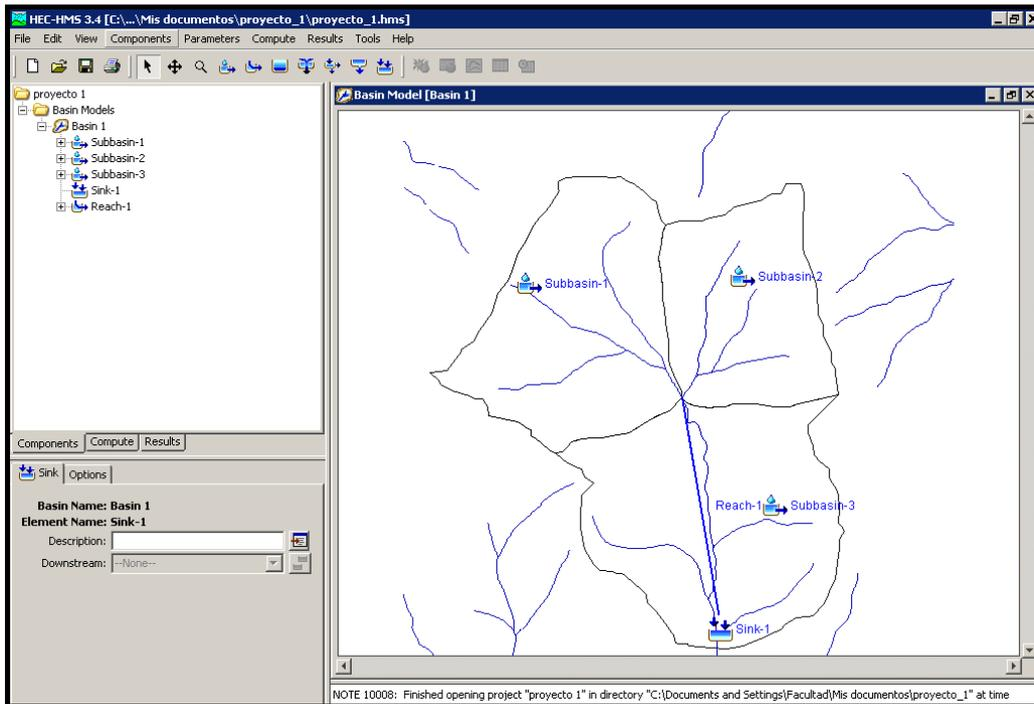 HEC-HMS 3.4 [C:\...\Mis documentos\proyecto_1\proyecto_1.hms]
File Edit View Components Parameters Compute Results Tools Help
proyecto 1
Basin Models
Basin 1
Subbasin-1
Subbasin-2
Subbasin-3
Sink-1
Reach-1
Components Compute Results
Sink Options
Basin Name: Basin 1
Element Name: Sink-1
Description:
Downstream: --None--
Basin Model [Basin 1]
Subbasin-1
Subbasin-2
Reach-1 Subbasin-3
Sink-1
NOTE 10008: Finished opening project "proyecto 1" in directory "C:\Documents and Settings\Facultad\Mis documentos\proyecto_1" at time